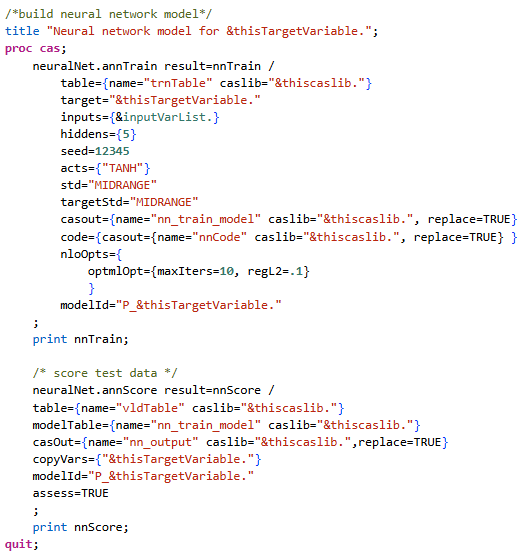 /*build neural network model*/
title "Neural network model for &thisTargetVariable.";
proc cas;
    neuralNet.annTrain result=nnTrain /
        table={name="trnTable" caslib="&thiscaslib."}
        target="&thisTargetVariable."
        inputs={&inputVarList.}
        hiddens={5}
        seed=12345
        acts={"TANH"}
        std="MIDRANGE"
        targetStd="MIDRANGE"
        casout={name="nn_train_model" caslib="&thiscaslib.", replace=TRUE}
        code={casout={name="nnCode" caslib="&thiscaslib.", replace=TRUE} }
        nloOpts={
            optmlOpt={maxIters=10, regL2=.1}
            }
        modelId="P_&thisTargetVariable."
    ;
    print nnTrain;

    /* score test data */
    neuralNet.annScore result=nnScore /
    table={name="vldTable" caslib="&thiscaslib."}
    modelTable={name="nn_train_model" caslib="&thiscaslib."}
    casOut={name="nn_output" caslib="&thiscaslib.",replace=TRUE}
    copyVars={"&thisTargetVariable."}
    modelId="P_&thisTargetVariable."
    assess=TRUE
    ;
    print nnScore;
quit;